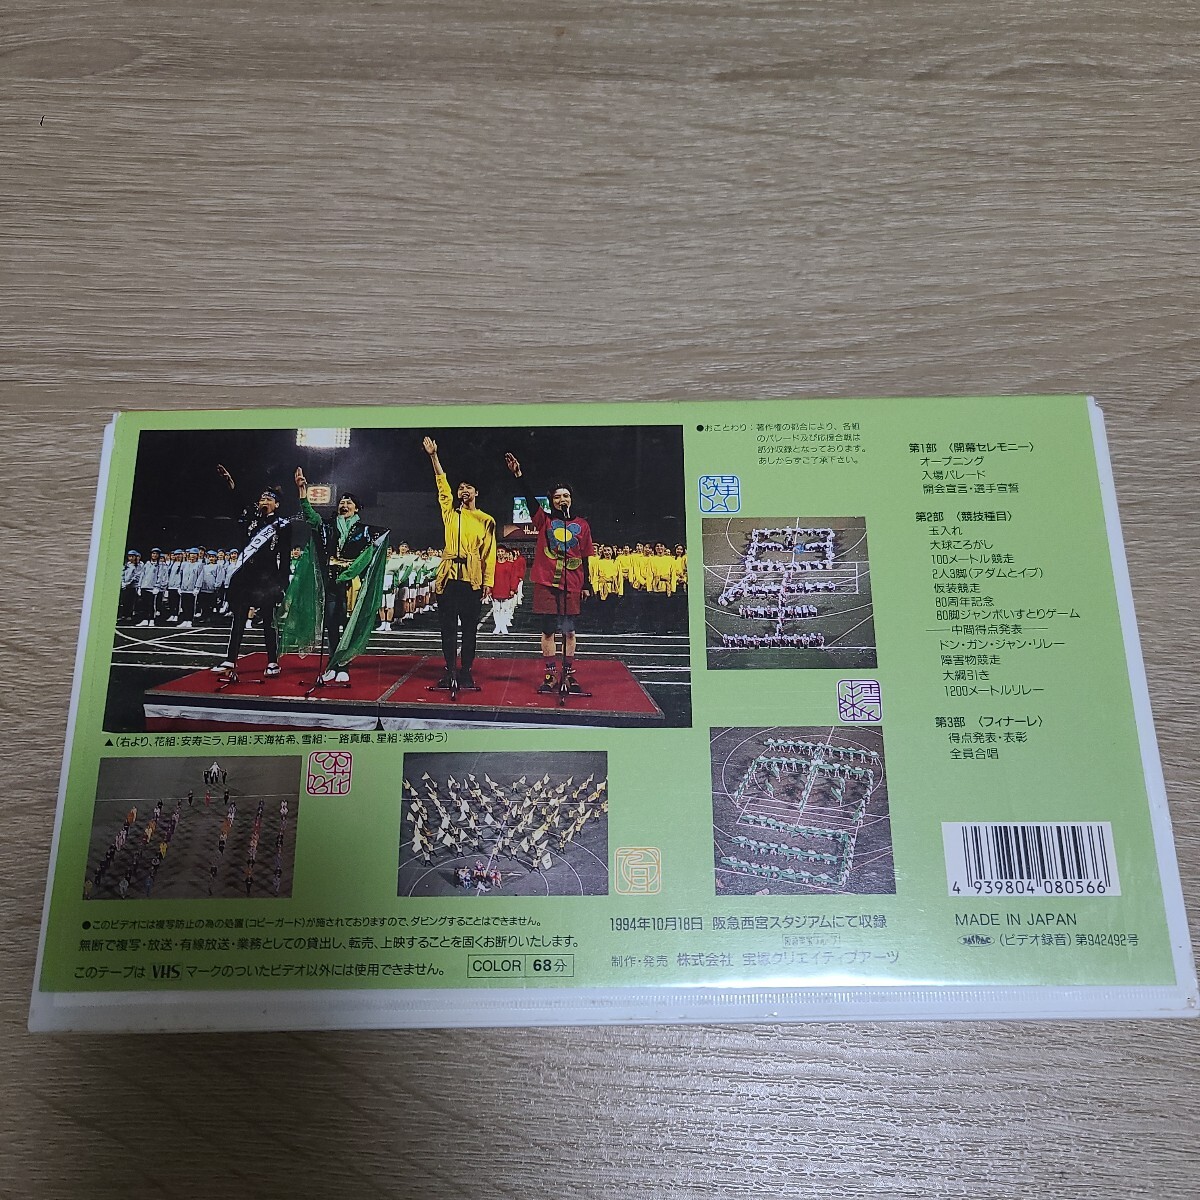 ●おことわり：著作権の都合により、各組
のパレード及び応援合戦は
部分収録となっております。
あしからずご了承下さい。
第1部 〈開幕セレモニー〉
オープニング
入場パレード
開会宣言・選手宣誓
第2部 〈競技種目〉
玉入れ
大球ころがし
100メートル競走
2人3脚（アダムとイブ）
仮装競走
80周年記念
80脚ジャンボいすとりゲーム
――中間得点発表――
ドン・ガン・ジャン・リレー
障害物競走
大綱引き
1200メートルリレー
第3部 〈フィナーレ〉
得点発表・表彰
全員合唱
▲（右より、花組：安寿ミラ、月組：天海祐希、雪組：一路真輝、星組：紫苑ゆう）
星
雪
花
月
4 939804 080566
MADE IN JAPAN
（ビデオ録音）第942492号
●このビデオには複写防止の為の処置（コピーガード）が施されておりますので、ダビングすることはできません。
無断で複写・放送・有線放送・業務としての貸出し、転売、上映することを固くお断りいたします。
このテープは VHS マークのついたビデオ以外には使用できません。
COLOR 68分
1994年10月18日 阪急西宮スタジアムにて収録
制作・発売 株式会社 宝塚クリエイティブアーツ